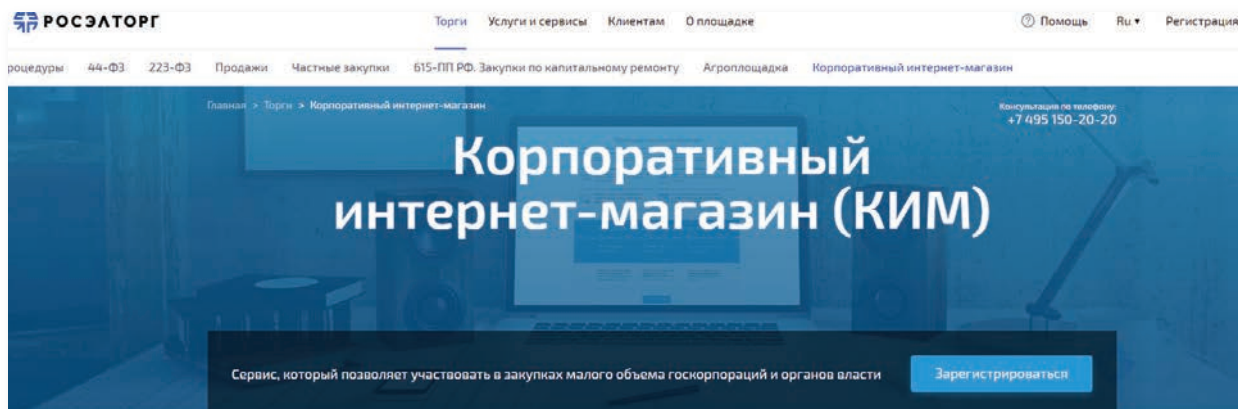 РОСЭЛТОРГ
Торги Услуги и сервисы Клиентам О площадке
Помощь Ru Регистрация
роцедуры 44-ФЗ 223-ФЗ Продажи Частные закупки 615-ПП РФ. Закупки по капитальному ремонту Агроплощадка Корпоративный интернет-магазин
Главная > Торги > Корпоративный интернет-магазин
Консультация по телефону:
+7 495 150-20-20
Корпоративный
интернет-магазин (КИМ)
Сервис, который позволяет участвовать в закупках малого объема госкорпораций и органов власти
Зарегистрироваться